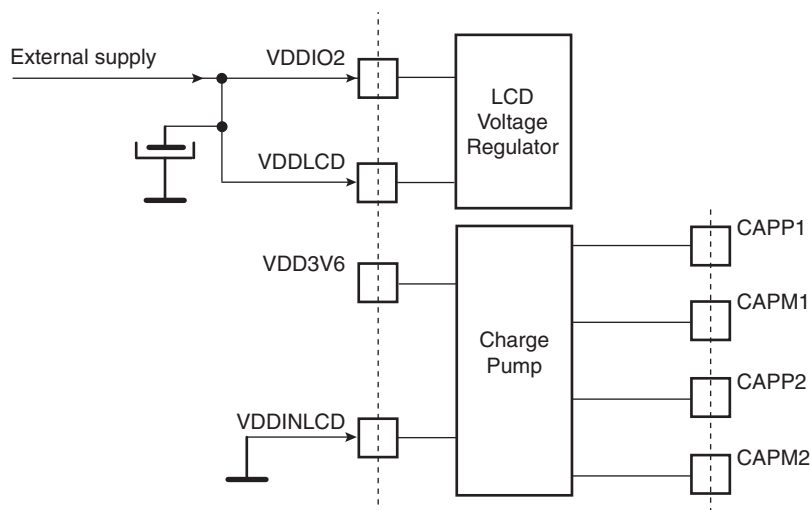 External supply
VDDIO2
LCD
Voltage
Regulator
VDDLCD
CAPP1
VDD3V6
CAPM1
Charge
Pump
CAPP2
VDDINLCD
CAPM2